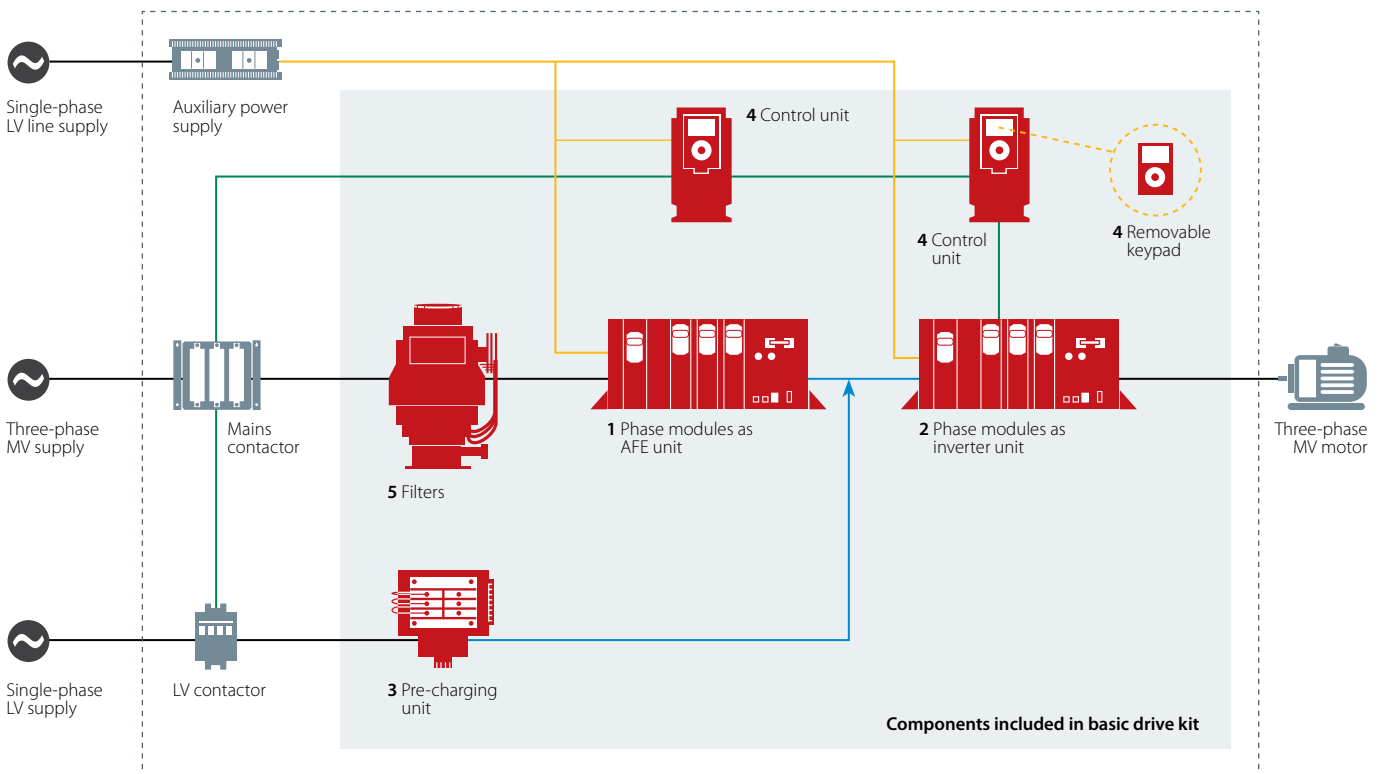 Single-phase
LV line supply
Auxiliary power
supply
4 Control unit
4 Control
unit
4 Removable
keypad
Three-phase
MV supply
Mains
contactor
5 Filters
1 Phase modules as
AFE unit
2 Phase modules as
inverter unit
Three-phase
MV motor
Single-phase
LV supply
LV contactor
3 Pre-charging
unit
Components included in basic drive kit